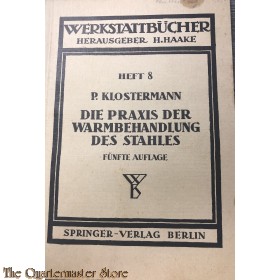 WERKSTATTBÜCHER
HERAUSGEBER H. HAAKE
HEFT 8
P. KLOSTERMANN
DIE PRAXIS DER
WARMBEHANDLUNG
DES STAHLES
FÜNFTE AUFLAGE
SPRINGER-VERLAG BERLIN
© The Quartermaster Store